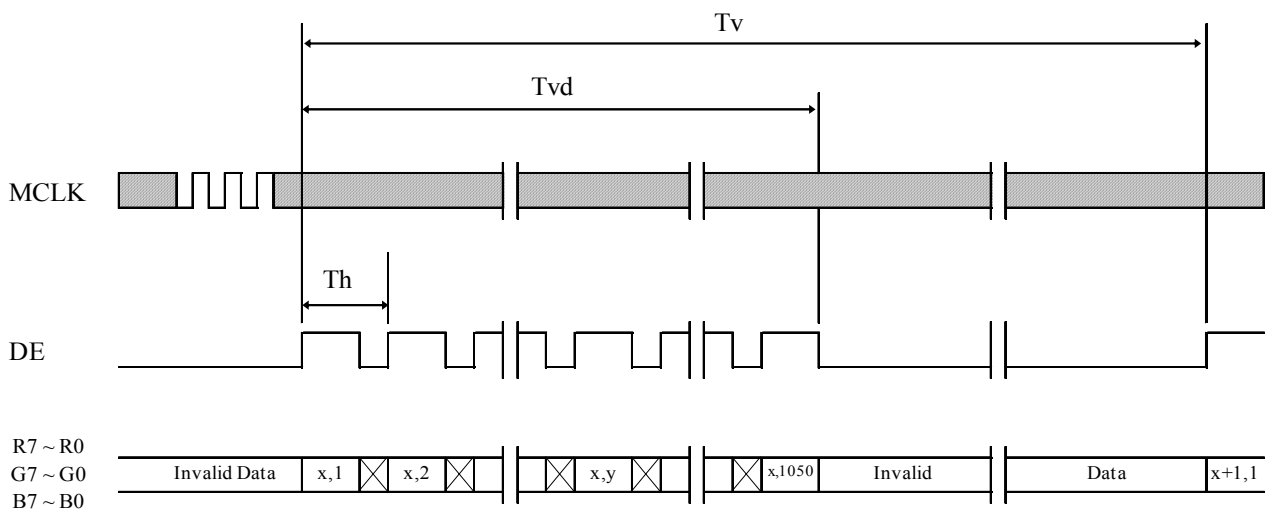 Tv
Tvd
MCLK
Th
DE
R7 ~ R0
G7 ~ G0
B7 ~ B0
Invalid Data x,1 x,2 x,y x,1050 Invalid Data x+1,1